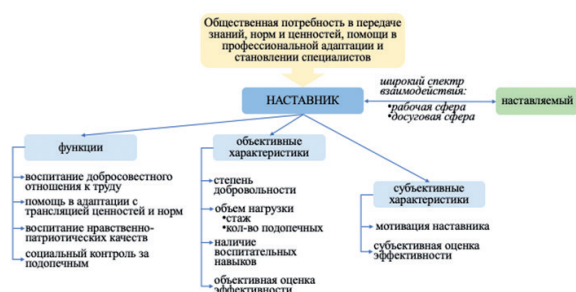 Общественная потребность в передаче
знаний, норм и ценностей, помощи в
профессиональной адаптации и
становлении специалистов
НАСТАВНИК
широкий спектр
взаимодействия:
•рабочая сфера
•досуговая сфера
наставляемый
функции
воспитание добросовестного
отношения к труду
помощь в адаптации с
трансляцией ценностей и норм
воспитание нравственно-
патриотических качеств
социальный контроль за
подопечным
объективные
характеристики
степень
добровольности
объем нагрузки
•стаж
•кол-во подопечных
наличие
воспитательных
навыков
объективная оценка
эффективности
субъективные
характеристики
мотивация наставника
субъективная оценка
эффективности